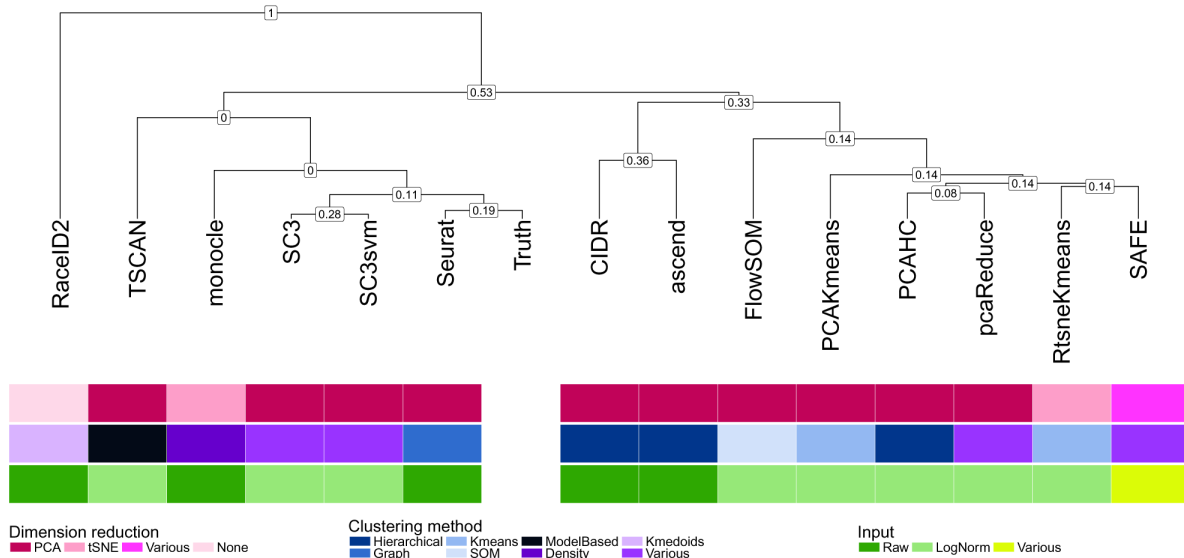 1
0.53
0.33
0
0.14
0.36
0
0.14
0.14
0.14
0.11
0.08
0.28
0.19
RaceID2
TSCAN
monocle
SC3
SC3svm
Seurat
Truth
CIDR
ascend
FlowSOM
PCAKmeans
PCAHC
pcaReduce
RtsneKmeans
SAFE
Dimension reduction
PCA tSNE Various None
Clustering method
Hierarchical Kmeans ModelBased Kmedoids
Graph SOM Density Various
Input
Raw LogNorm Various